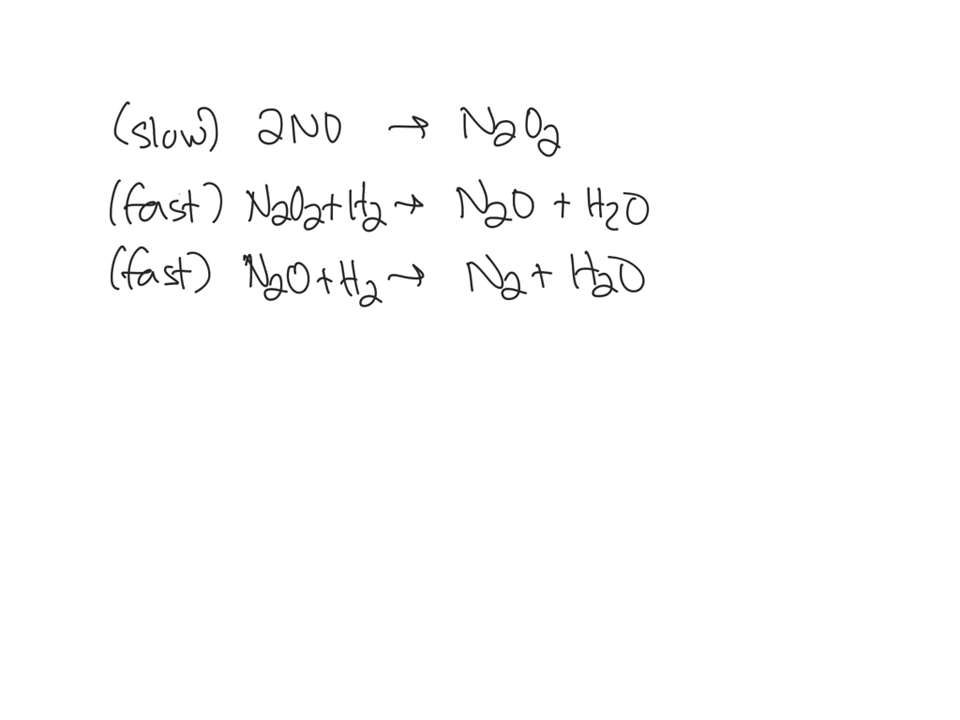 (slow) 2NO → N₂O₂
(fast) N₂O₂+H₂ → N₂O + H₂O
(fast) N₂O+H₂ → N₂ + H₂O